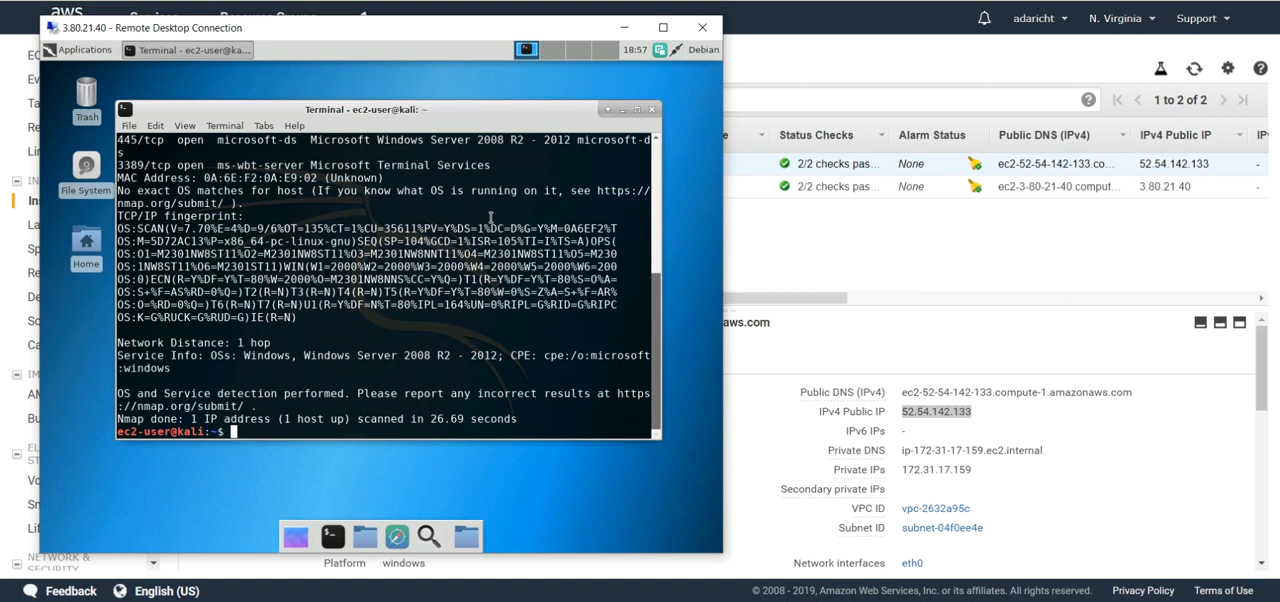 aws
adaricht
N. Virginia
Support
3.80.21.40 - Remote Desktop Connection
Applications
Terminal - ec2-user@ka...
18:57
Debian
Trash
File System
Home
Terminal - ec2-user@kali: ~
File Edit View Terminal Tabs Help
445/tcp  open  microsoft-ds  Microsoft Windows Server 2008 R2 - 2012 microsoft-d
s
3389/tcp open  ms-wbt-server Microsoft Terminal Services
MAC Address: 0A:6E:F2:0A:E9:02 (Unknown)
No exact OS matches for host (If you know what OS is running on it, see https://
nmap.org/submit/ ).
TCP/IP fingerprint:
OS:SCAN(V=7.70%E=4%D=9/6%OT=135%CT=1%CU=35611%PV=Y%DS=1%DC=D%G=Y%M=0A6EF2%T
OS:M=5D72AC13%P=x86_64-pc-linux-gnu)SEQ(SP=104%GCD=1%ISR=105%TI=I%TS=A)OPS(
OS:O1=M2301NW8ST11%O2=M2301NW8ST11%O3=M2301NW8NNT11%O4=M2301NW8ST11%O5=M230
OS:1NW8ST11%O6=M2301ST11)WIN(W1=2000%W2=2000%W3=2000%W4=2000%W5=2000%W6=200
OS:0)ECN(R=Y%DF=Y%T=80%W=2000%O=M2301NW8NNS%CC=Y%Q=)T1(R=Y%DF=Y%T=80%S=O%A=
OS:S+%F=AS%RD=0%Q=)T2(R=N)T3(R=N)T4(R=N)T5(R=Y%DF=Y%T=80%W=0%S=Z%A=S+%F=AR%
OS:O=%RD=0%Q=)T6(R=N)T7(R=N)U1(R=Y%DF=N%T=80%IPL=164%UN=0%RIPL=G%RID=G%RIPC
OS:K=G%RUCK=G%RUD=G)IE(R=N)
Network Distance: 1 hop
Service Info: OSs: Windows, Windows Server 2008 R2 - 2012; CPE: cpe:/o:microsoft
:windows
OS and Service detection performed. Please report any incorrect results at https
://nmap.org/submit/ .
Nmap done: 1 IP address (1 host up) scanned in 26.69 seconds
ec2-user@kali:~$
1 to 2 of 2
Status Checks Alarm Status Public DNS (IPv4) IPv4 Public IP
2/2 checks pas... None ec2-52-54-142-133.co... 52.54.142.133 -
2/2 checks pas... None ec2-3-80-21-40.comput... 3.80.21.40 -
aws.com
Public DNS (IPv4) ec2-52-54-142-133.compute-1.amazonaws.com
IPv4 Public IP 52.54.142.133
IPv6 IPs -
Private DNS ip-172-31-17-159.ec2.internal
Private IPs 172.31.17.159
Secondary private IPs
VPC ID vpc-2632a95c
Subnet ID subnet-04f0ee4e
Platform windows
Network interfaces eth0
NETWORK &
SECURITY
Feedback
English (US)
© 2008 - 2019, Amazon Web Services, Inc. or its affiliates. All rights reserved.
Privacy Policy
Terms of Use